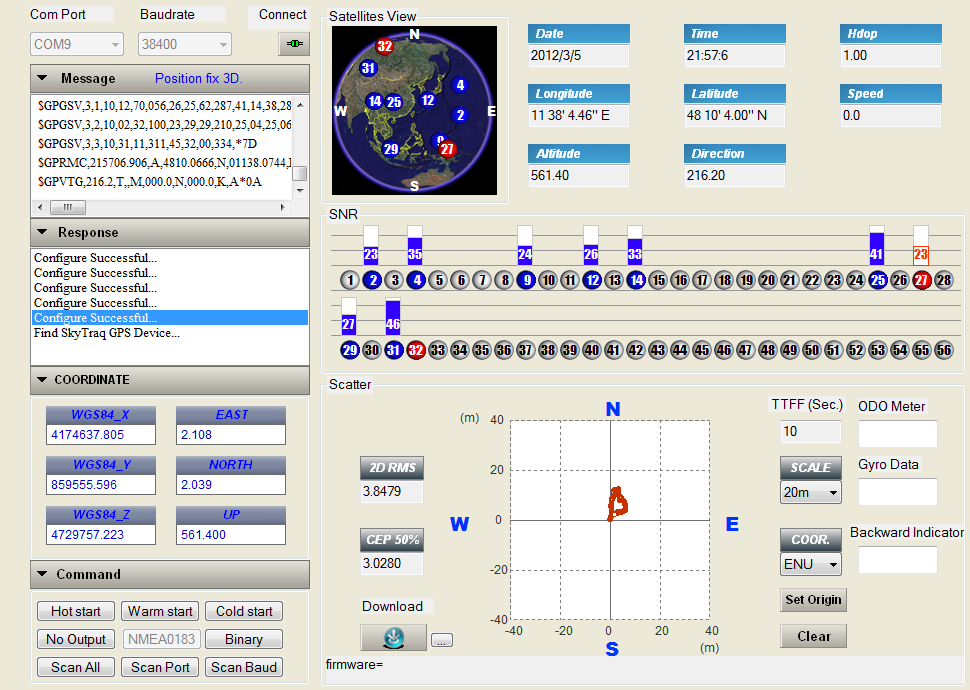 Com Port Baudrate Connect
COM9 38400
Message Position fix 3D.
$GPGSV,3,1,10,12,70,056,26,25,62,287,41,14,38,28
$GPGSV,3,2,10,02,32,100,23,29,29,210,25,04,25,06
$GPGSV,3,3,10,31,11,311,45,32,00,334,*7D
$GPRMC,215706.906,A,4810.0666,N,01138.0744,
$GPVTG,216.2,T,,M,000.0,N,000.0,K,A*0A
Response
Configure Successful...
Configure Successful...
Configure Successful...
Configure Successful...
Configure Successful...
Find SkyTraq GPS Device...
COORDINATE
WGS84_X EAST
4174637.805 2.108
WGS84_Y NORTH
859555.596 2.039
WGS84_Z UP
4729757.223 561.400
Command
Hot start Warm start Cold start
No Output NMEA0183 Binary
Scan All Scan Port Scan Baud
Satellites View
N
32
31
4
14 25 12
W E
2
9
29 27
S
Date Time Hdop
2012/3/5 21:57:6 1.00
Longitude Latitude Speed
11 38' 4.46'' E 48 10' 4.00'' N 0.0
Altitude Direction
561.40 216.20
SNR
23 35 24 26 33 41 23
1 2 3 4 5 6 7 8 9 10 11 12 13 14 15 16 17 18 19 20 21 22 23 24 25 26 27 28
27 46
29 30 31 32 33 34 35 36 37 38 39 40 41 42 43 44 45 46 47 48 49 50 51 52 53 54 55 56
Scatter
N
(m) 40
20
0
-20
-40
-40 -20 0 20 40
(m)
W E
S
2D RMS
3.8479
CEP 50%
3.0280
Download
...
TTFF (Sec.) ODO Meter
10
SCALE Gyro Data
20m
COOR. Backward Indicator
ENU
Set Origin
Clear
firmware=